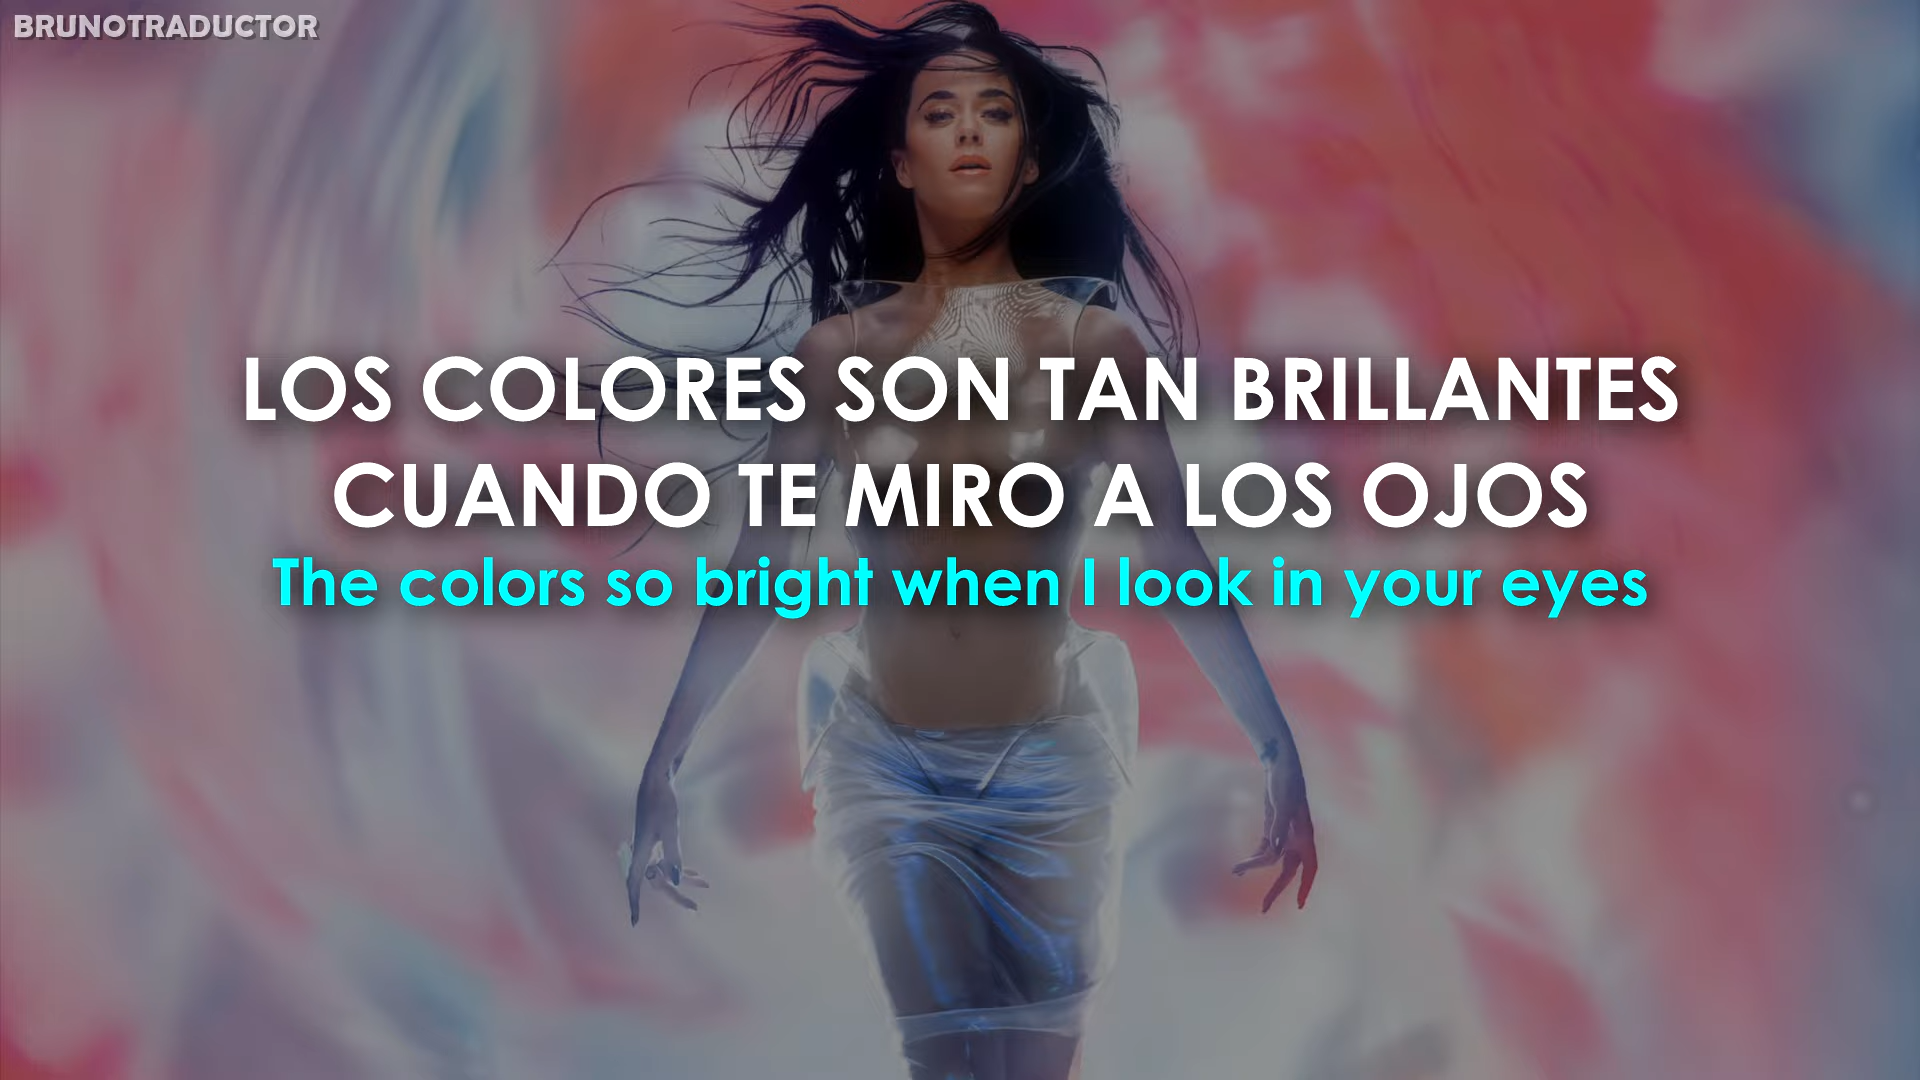 BRUNOTRADUCTOR
LOS COLORES SON TAN BRILLANTES
CUANDO TE MIRO A LOS OJOS
The colors so bright when I look in your eyes